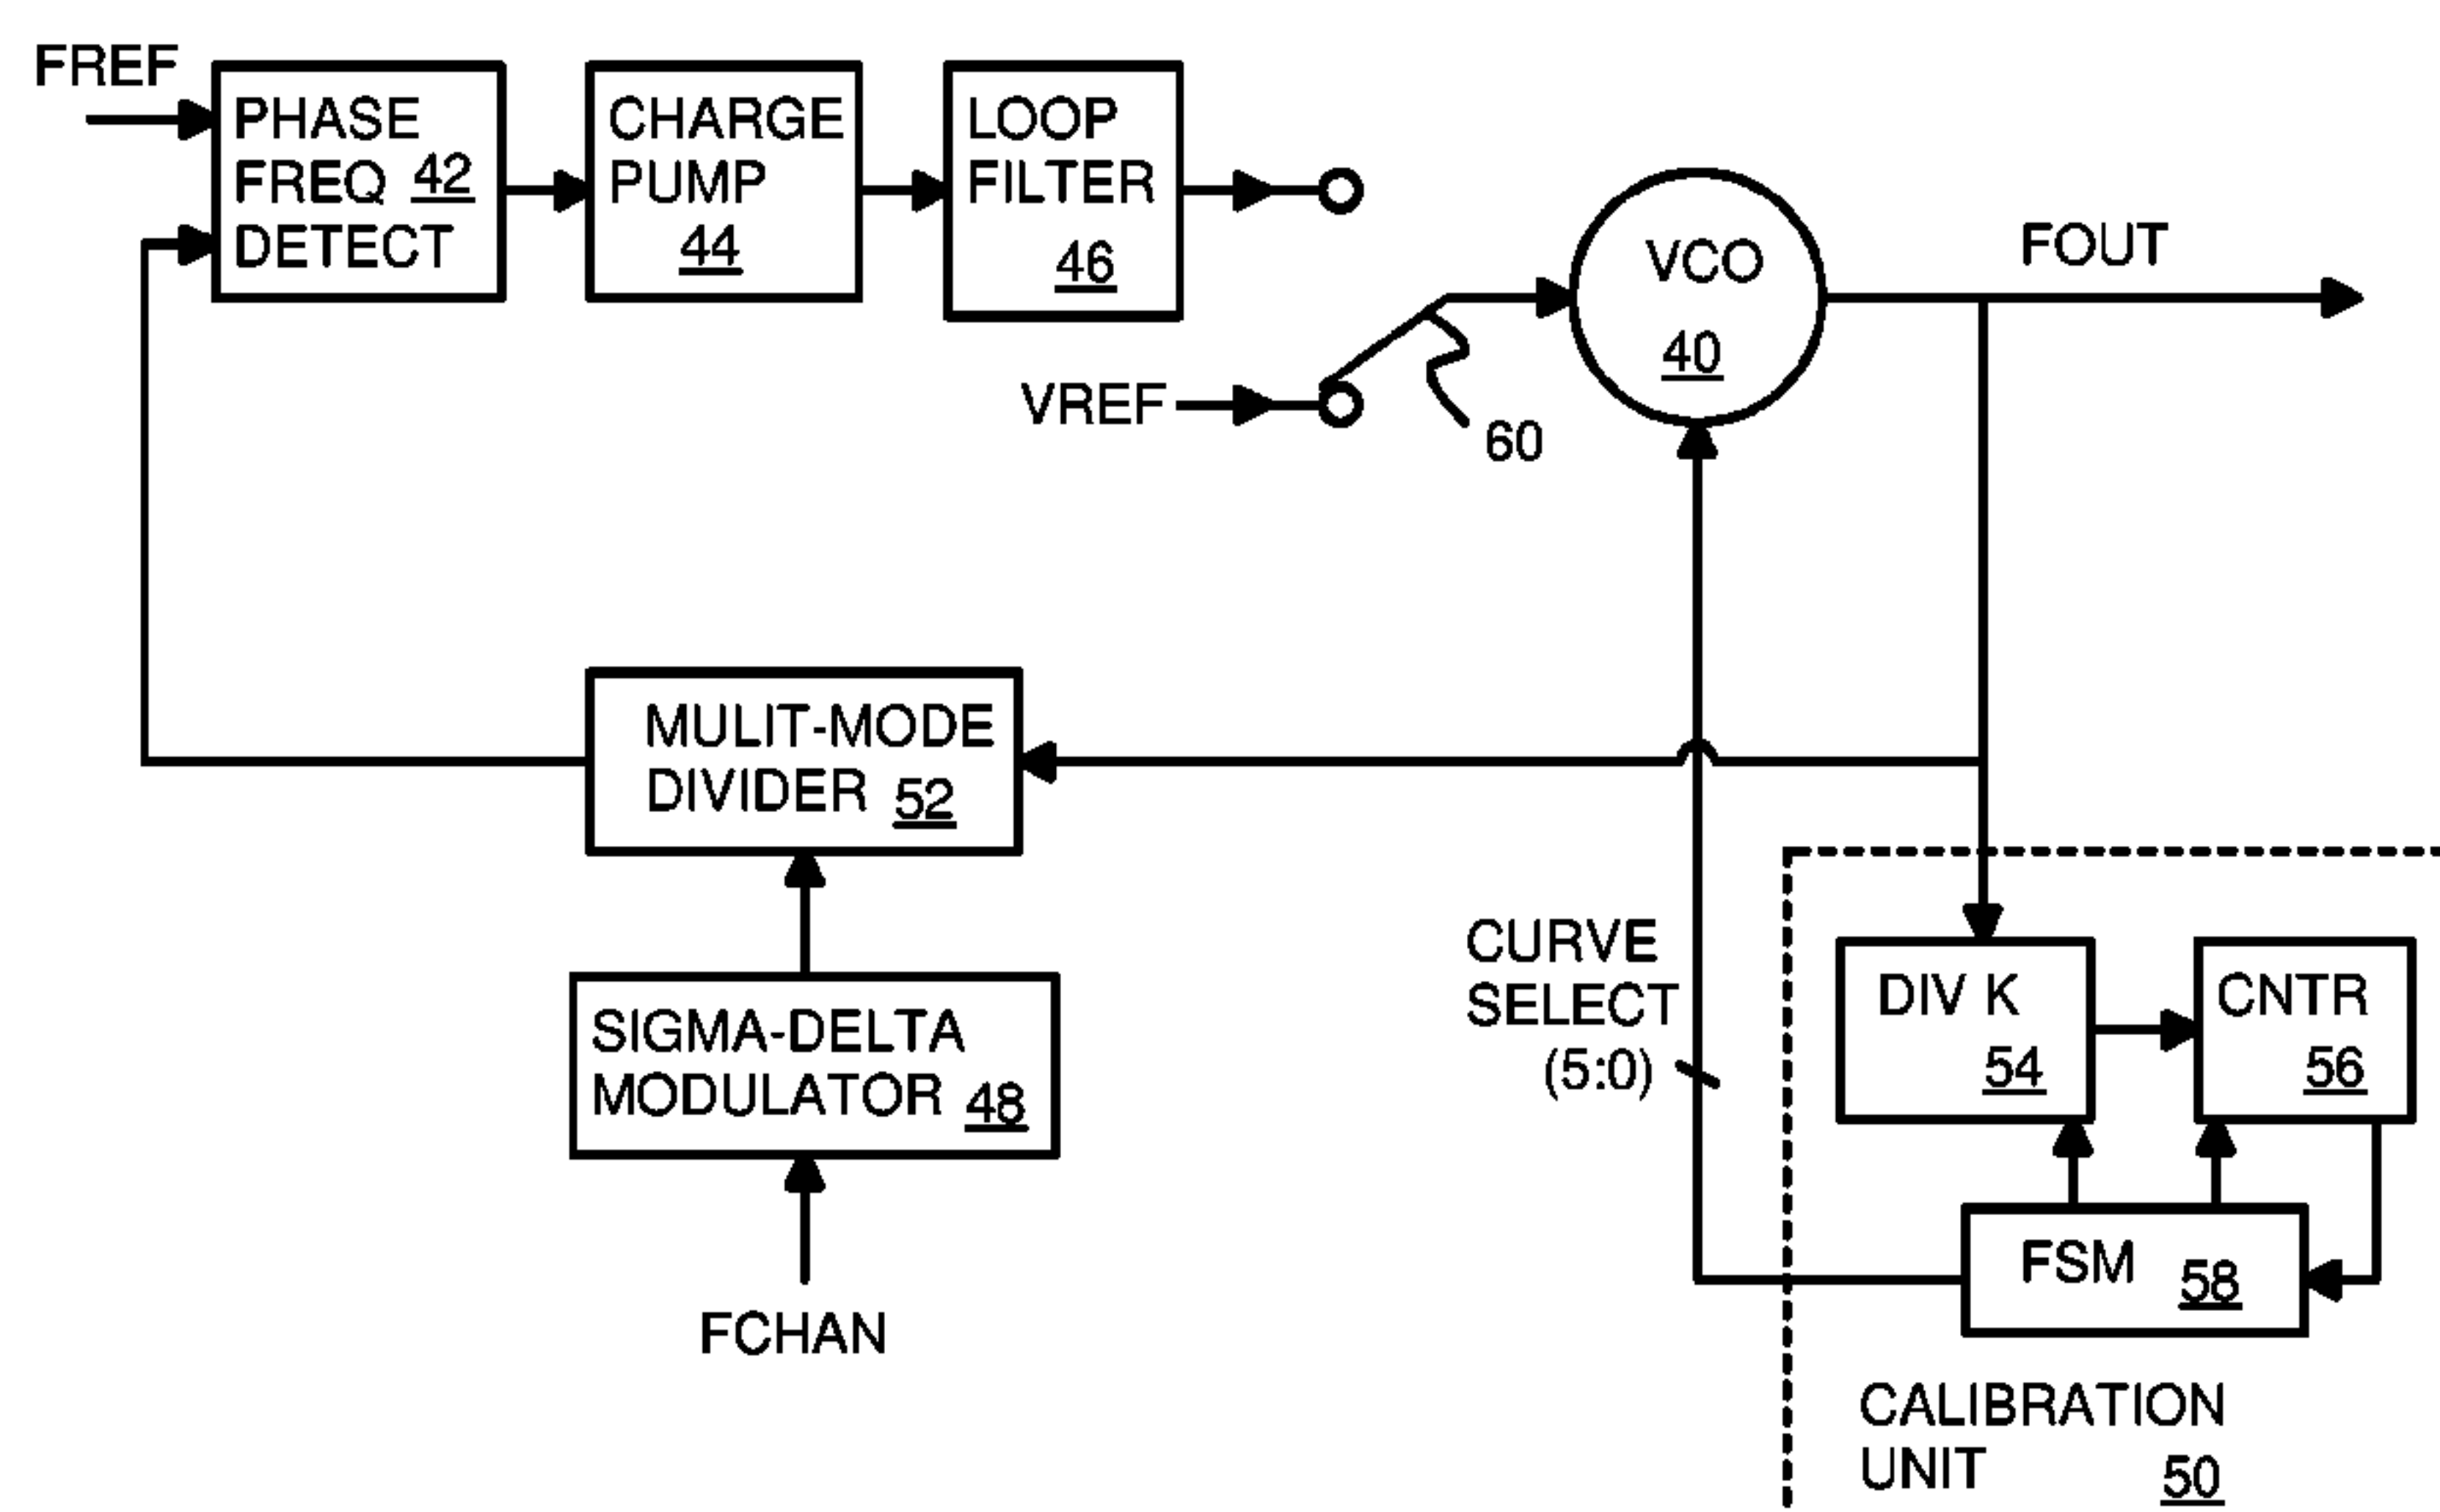 FREF
PHASE
FREQ 42
DETECT
CHARGE
PUMP
44
LOOP
FILTER
46
VCO
40
FOUT
VREF
60
MULIT-MODE
DIVIDER 52
SIGMA-DELTA
MODULATOR 48
FCHAN
CURVE
SELECT
(5:0)
DIV K
54
CNTR
56
FSM 58
CALIBRATION
UNIT 50